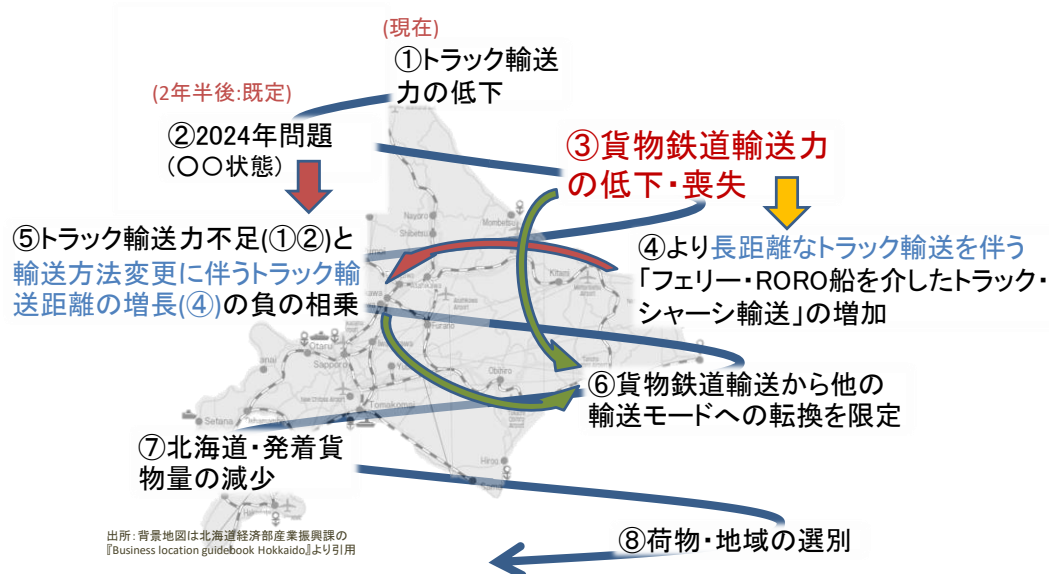 (現在)
①トラック輸送
力の低下
(2年半後:既定)
②2024年問題
(〇〇状態)
③貨物鉄道輸送力
の低下・喪失
⑤トラック輸送力不足(①②)と
輸送方法変更に伴うトラック輸
送距離の増長(④)の負の相乗
④より長距離なトラック輸送を伴う
「フェリー・RORO船を介したトラック・
シャーシ輸送」の増加
⑥貨物鉄道輸送から他の
輸送モードへの転換を限定
⑦北海道・発着貨
物量の減少
⑧荷物・地域の選別
出所:背景地図は北海道経済部産業振興課の
『Business location guidebook Hokkaido』より引用
Nayoro
Shibetsu
Mombetsu
Kitami
Furano
Otaru
Sapporo
Obihiro
Tomakomai
Setana